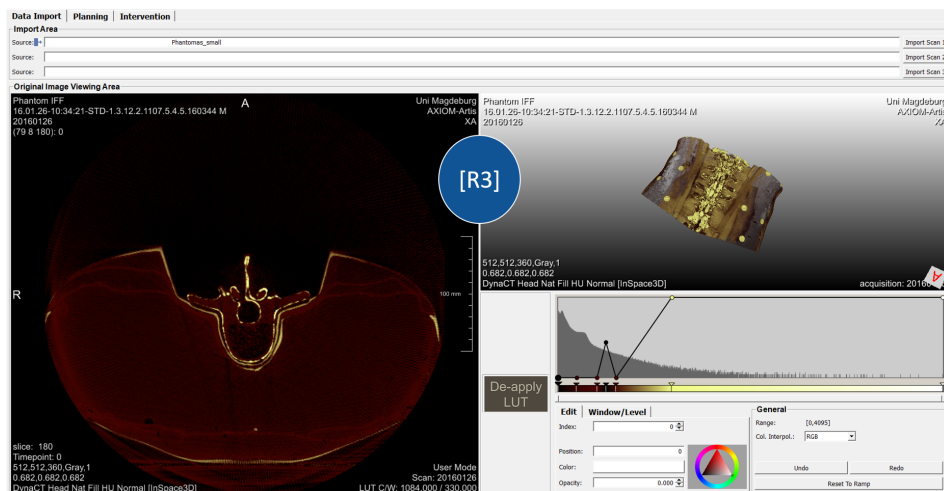 Data Import | Planning | Intervention |
Import Area
Source: Phantomas_small Import Scan 1
Source: Import Scan 2
Source: Import Scan 3
Original Image Viewing Area
Phantom IFF
16.01.26-10:34:21-STD-1.3.12.2.1107.5.4.5.160344 M
20160126
(79 8 180): 0
A
Uni Magdeburg
AXIOM-Artis
XA
R
100 mm
slice: 180
Timepoint: 0
512,512,360,Gray,1
0.682,0.682,0.682
DynaCT Head Nat Fill HU Normal [InSpace3D]
User Mode
Scan: 20160126
LUT C/W: 1084.000 / 330.000
[R3]
Phantom IFF
16.01.26-10:34:21-STD-1.3.12.2.1107.5.4.5.160344 M
20160126
Uni Magdeburg
AXIOM-Artis
XA
512,512,360,Gray,1
0.682,0.682,0.682
DynaCT Head Nat Fill HU Normal [InSpace3D]
A
De-apply
LUT
Edit | Window/Level |
Index: 0
Position: 0
Color:
Opacity: 0.000
General
Range: [0,4095]
Col. Interpol.: RGB
Undo Redo
Reset To Ramp